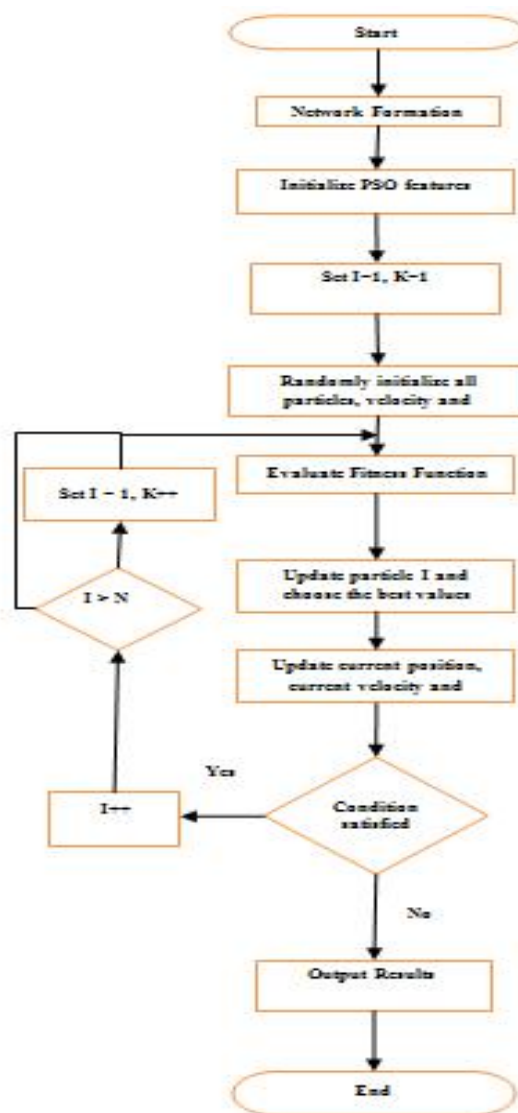 Start
Network Formation
Initialize PSO features
Set I=1, K=1
Randomly initialize all
particles, velocity and
Evaluate Fitness Function
Set I = 1, K++
Update particle I and
choose the best values
I > N
Update current position,
current velocity and
Yes
I++
Condition
satisfied
No
Output Results
End